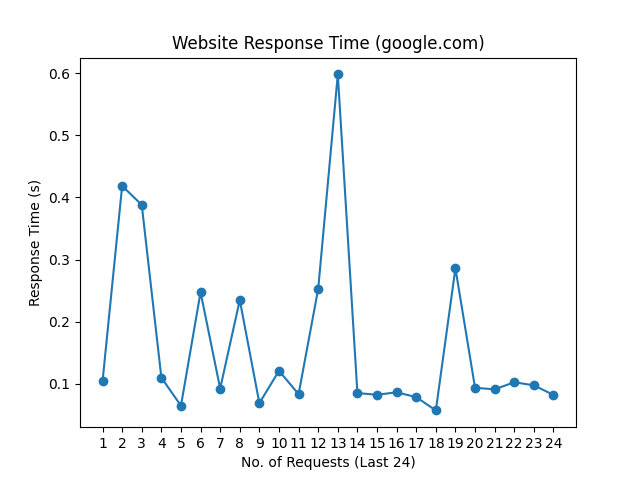 Website Response Time (google.com)
0.6
0.5
0.4
0.3
0.2
0.1
Response Time (s)
1 2 3 4 5 6 7 8 9 10 11 12 13 14 15 16 17 18 19 20 21 22 23 24
No. of Requests (Last 24)